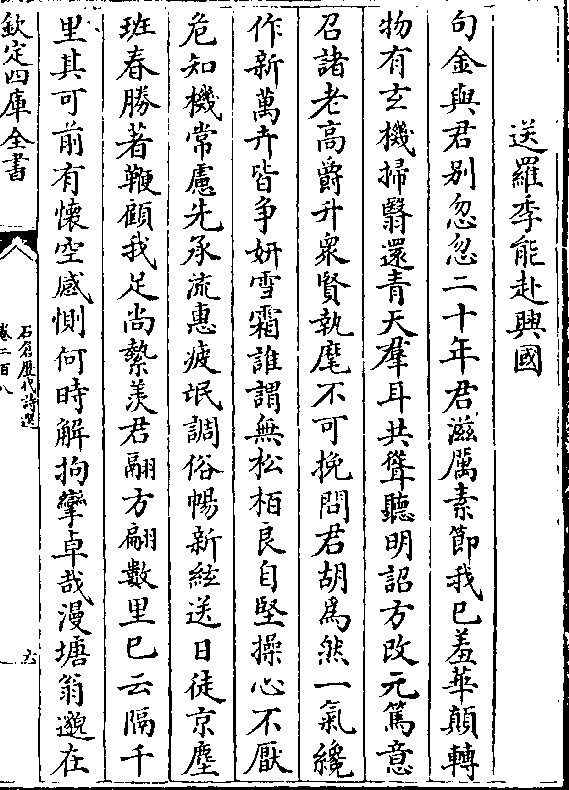 送羅季能赴興國
句金與君别忽忽二十年君滋厲素節我已羞華顛轉
物有玄機掃翳還青天羣耳共聳聽明詔方改元篤意
召諸老高爵升衆賢執麾不可挽問君胡為然一氣纔
作新萬卉皆争妍雪霜誰謂無松柏良自堅操心不厭
危知機常慮先承流惠疲氓調俗暢新絃送日徒京塵
班春勝著鞭顧我足尚縶羨君翮方翩數里已云隔千
里其可前有懷空感惻何時解拘攣卓哉漫塘翁邈在
欽定四庫全書
石倉歷代詩選
卷二百八